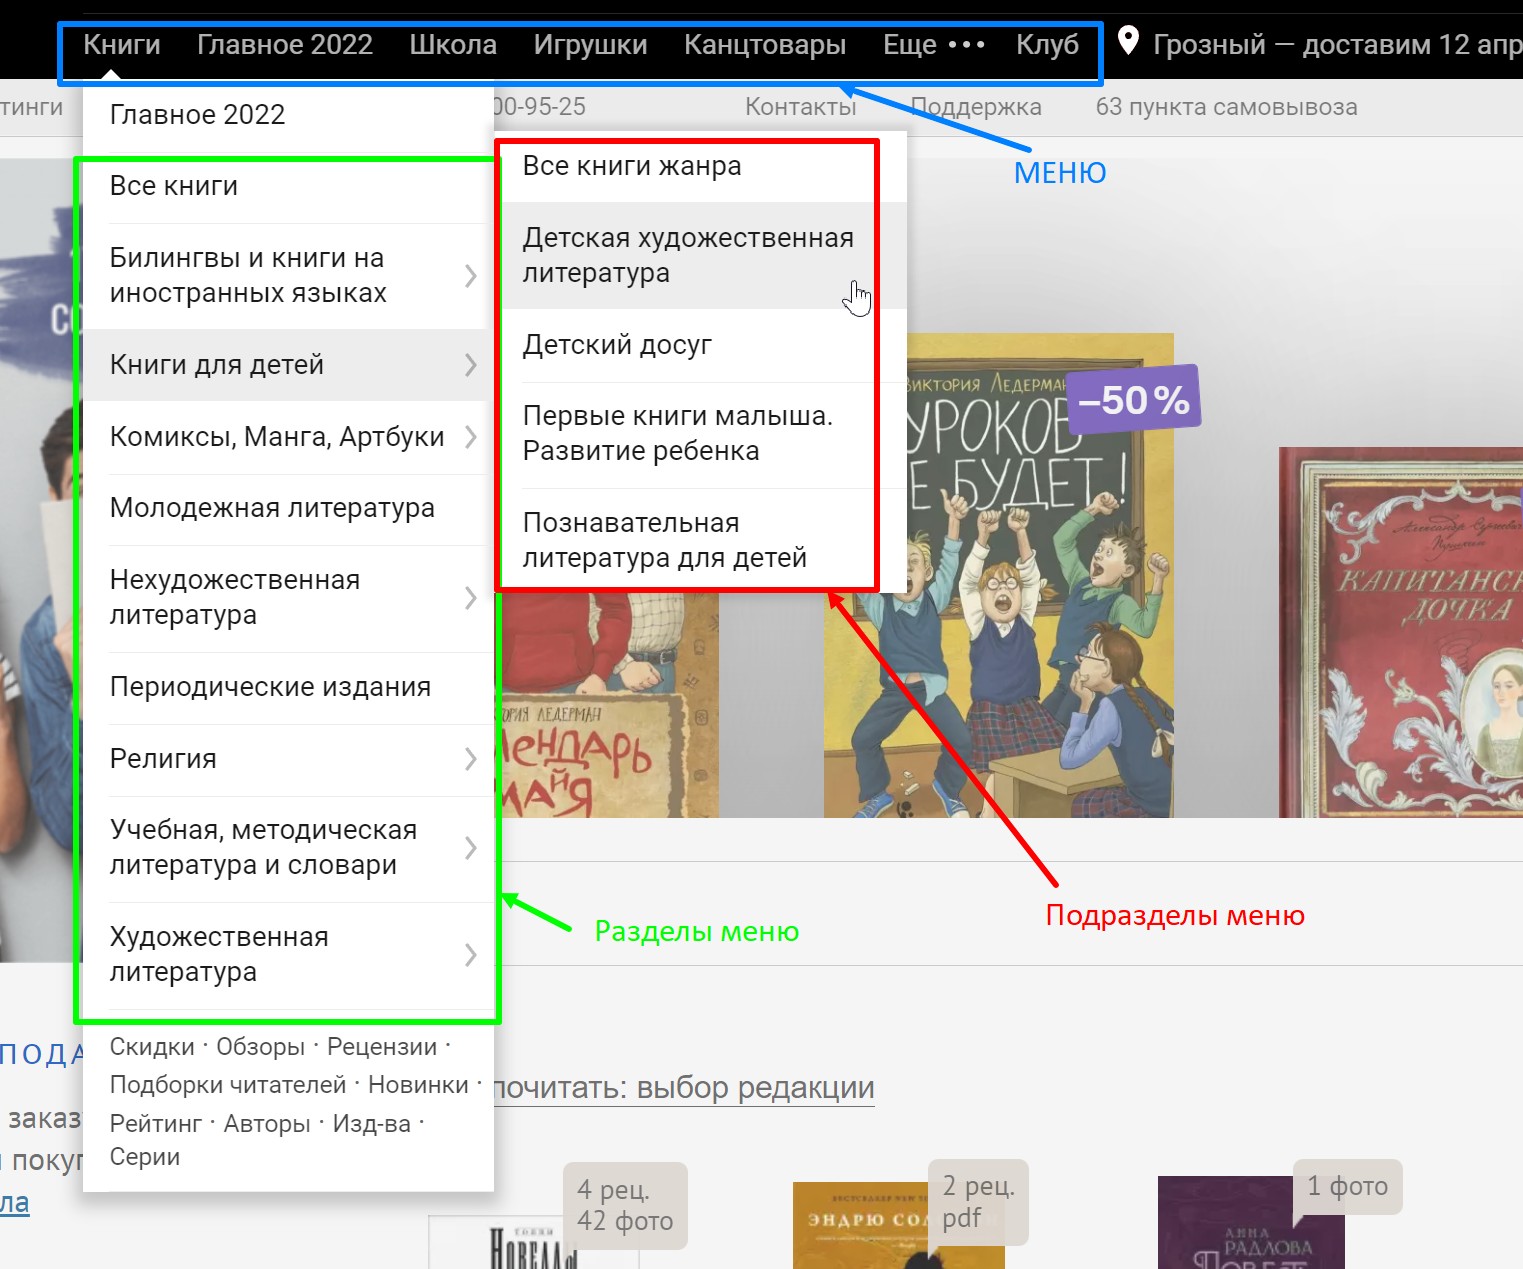 Книги Главное 2022 Школа Игрушки Канцтовары Еще ••• Клуб Грозный — доставим 12 апр
тинги 00-95-25 Контакты Поддержка 63 пункта самовывоза
МЕНЮ
Главное 2022
Все книги
Билингвы и книги на
иностранных языках
Книги для детей
Комиксы, Манга, Артбуки
Молодежная литература
Нехудожественная
литература
Периодические издания
Религия
Учебная, методическая
литература и словари
Художественная
литература
Скидки · Обзоры · Рецензии ·
Подборки читателей · Новинки ·
Рейтинг · Авторы · Изд-ва ·
Серии
Все книги жанра
Детская художественная
литература
Детский досуг
Первые книги малыша.
Развитие ребенка
Познавательная
литература для детей
ВИКТОРИЯ ЛЕДЕРМАН
УРОКОВ
Е БУДЕТ!
–50%
Александр Сергеевич
Пушкин
КАПИТАНСК
ДОЧКА
ОРИЯ ЛЕДЕРМАН
ЛЕНДАРЬ
МАЙЯ
Разделы меню
Подразделы меню
ПОДА
заказ
покуп
ла
почитать: выбор редакции
4 рец.
42 фото
2 рец.
pdf
1 фото
НОВЕЛЛЫ
ЭНДРЮ СОЛ
АННА
РАДЛОВА
ПОВЕСТЬ